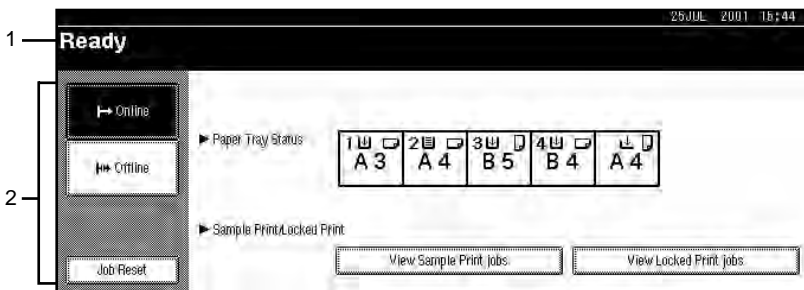 25JUL 2001 16:44
1 Ready
2
Online
Offline
Job Reset
► Paper Tray Status
1 2 3 4
A3 A4 B5 B4 A4
► Sample Print/Locked Print
View Sample Print jobs View Locked Print jobs